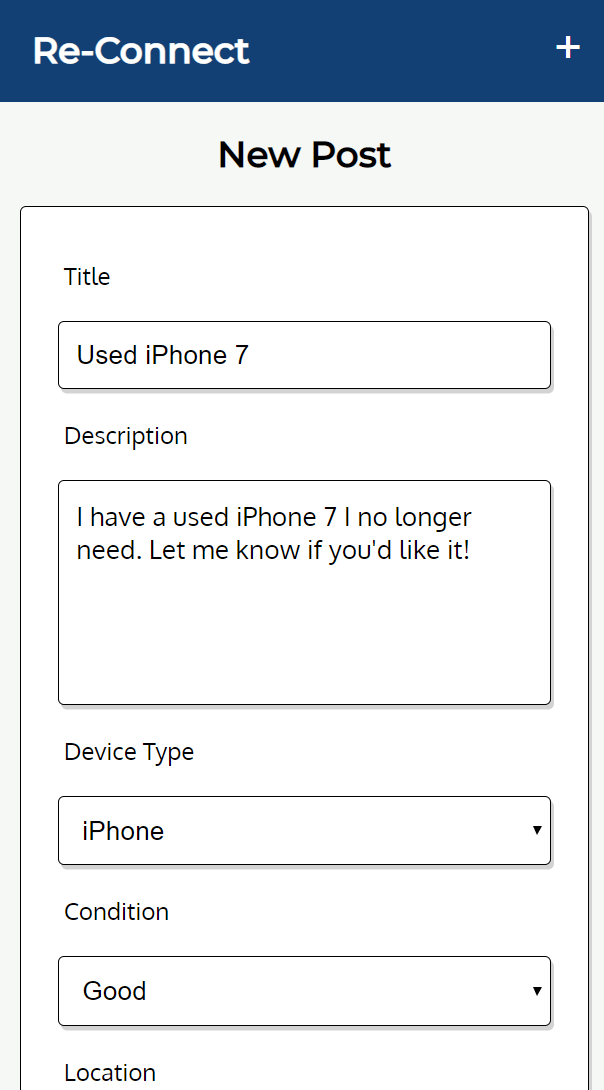 Re-Connect +
New Post
Title
Used iPhone 7
Description
I have a used iPhone 7 I no longer
need. Let me know if you'd like it!
Device Type
iPhone
Condition
Good
Location